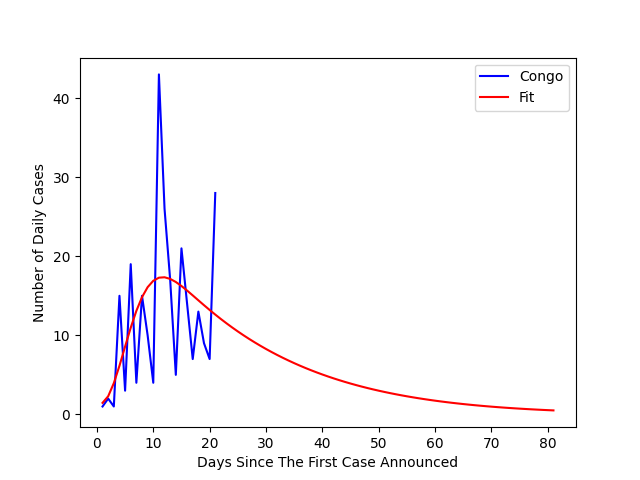 Congo
Fit
Number of Daily Cases
40
30
20
10
0
0 10 20 30 40 50 60 70 80
Days Since The First Case Announced